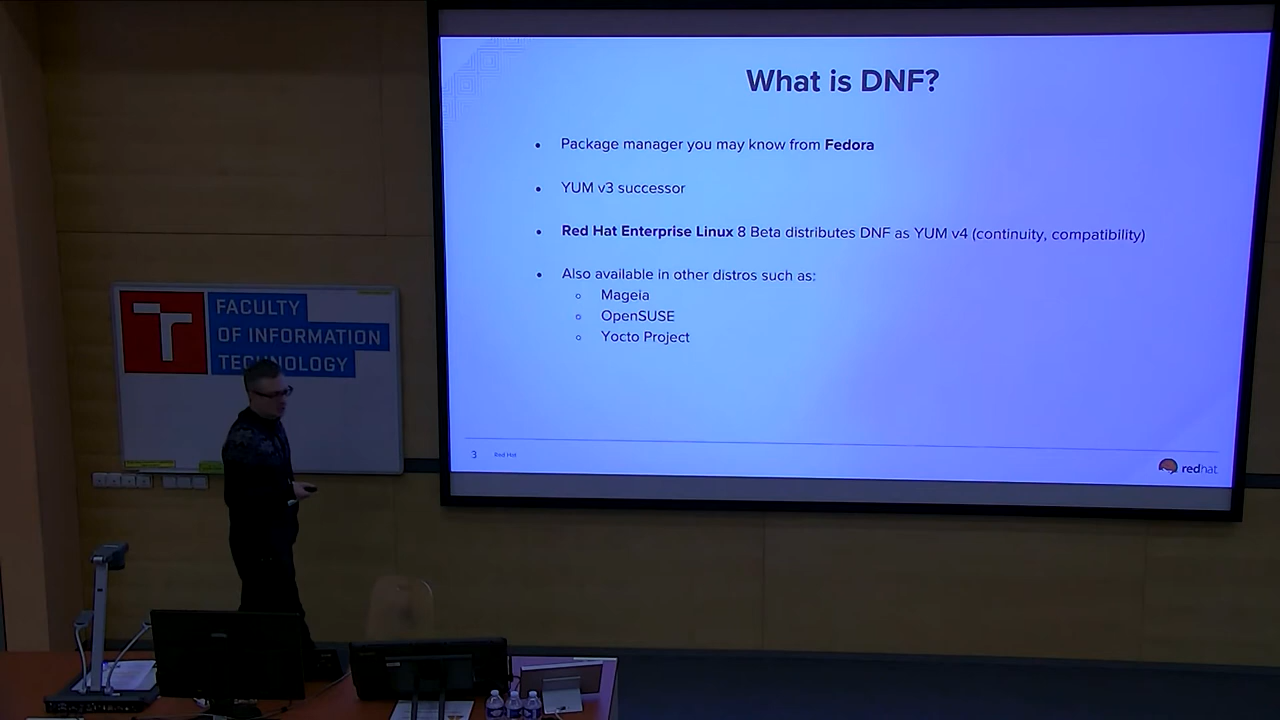 What is DNF?
• Package manager you may know from Fedora
• YUM v3 successor
• Red Hat Enterprise Linux 8 Beta distributes DNF as YUM v4 (continuity, compatibility)
• Also available in other distros such as:
○ Mageia
○ OpenSUSE
○ Yocto Project
3 Red Hat
redhat
FACULTY
OF INFORMATION
TECHNOLOGY